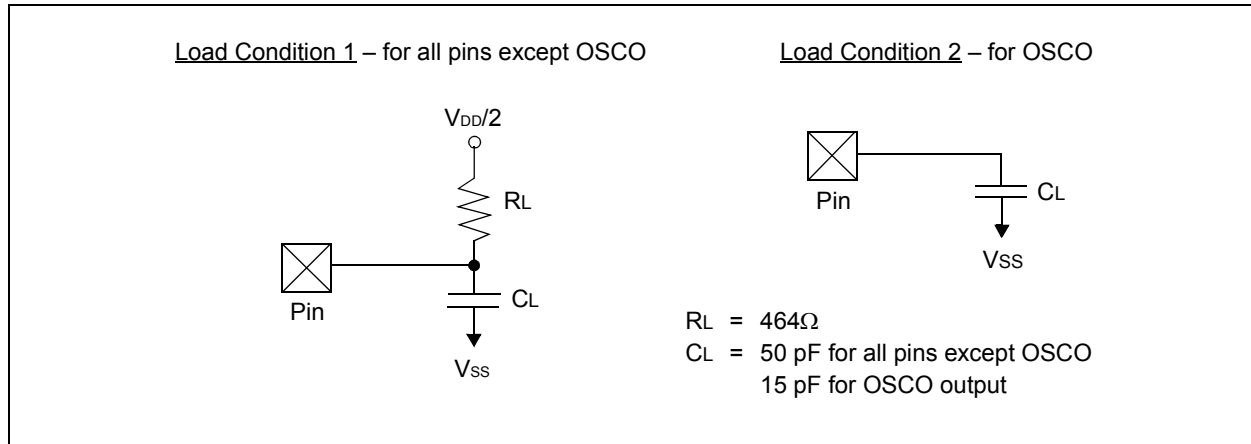 Load Condition 1 – for all pins except OSCO
VDD/2
RL
Pin
CL
VSS
Load Condition 2 – for OSCO
Pin
CL
VSS
RL = 464Ω
CL = 50 pF for all pins except OSCO
15 pF for OSCO output